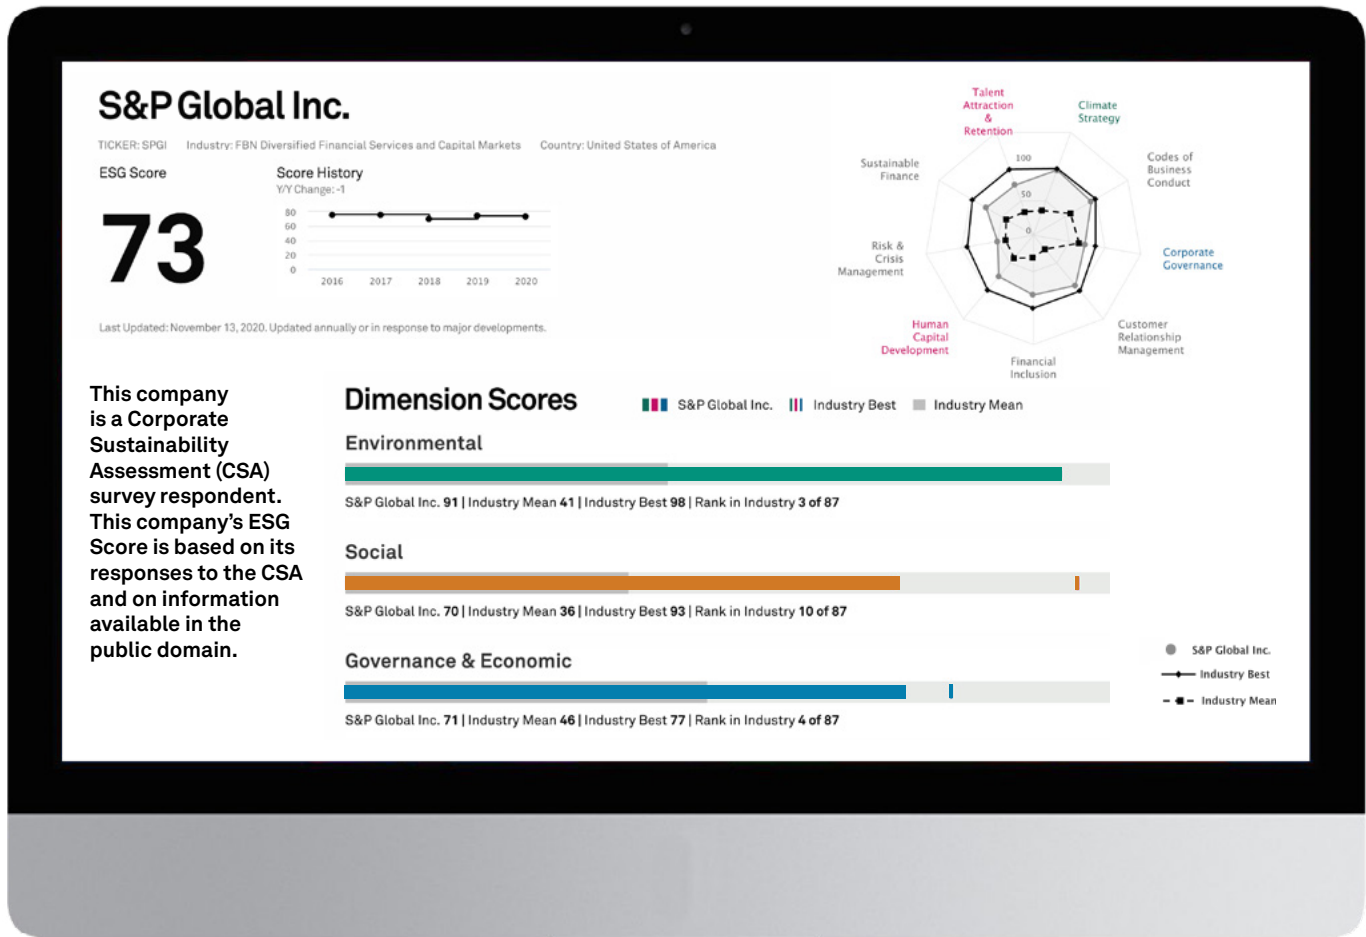 S&P Global Inc.
TICKER: SPGI Industry: FBN Diversified Financial Services and Capital Markets Country: United States of America
ESG Score
73
Score History
Y/Y Change: -1
80
60
40
20
0
2016 2017 2018 2019 2020
Last Updated: November 13, 2020. Updated annually or in response to major developments.
Talent
Attraction
&
Retention
Climate
Strategy
Codes of
Business
Conduct
Corporate
Governance
Customer
Relationship
Management
Financial
Inclusion
Human
Capital
Development
Risk &
Crisis
Management
Sustainable
Finance
100
50
0
This company
is a Corporate
Sustainability
Assessment (CSA)
survey respondent.
This company’s ESG
Score is based on its
responses to the CSA
and on information
available in the
public domain.
Dimension Scores
S&P Global Inc. Industry Best Industry Mean
Environmental
S&P Global Inc. 91 | Industry Mean 41 | Industry Best 98 | Rank in Industry 3 of 87
Social
S&P Global Inc. 70 | Industry Mean 36 | Industry Best 93 | Rank in Industry 10 of 87
Governance & Economic
S&P Global Inc. 71 | Industry Mean 46 | Industry Best 77 | Rank in Industry 4 of 87
S&P Global Inc.
Industry Best
Industry Mean